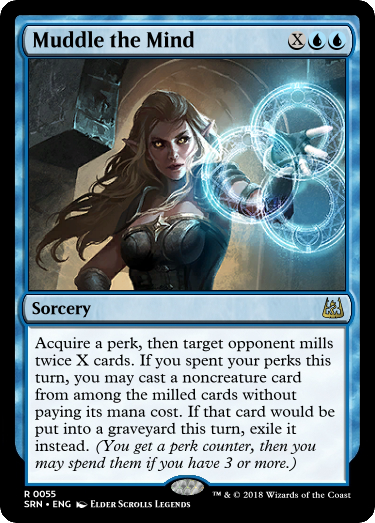 Muddle the Mind XUU
Sorcery
Acquire a perk, then target opponent mills
twice X cards. If you spent your perks this
turn, you may cast a noncreature card
from among the milled cards without
paying its mana cost. If that card would be
put into a graveyard this turn, exile it
instead. (You get a perk counter, then you
may spend them if you have 3 or more.)
R 0055
SRN • ENG Elder Scrolls Legends
™ & © 2018 Wizards of the Coast